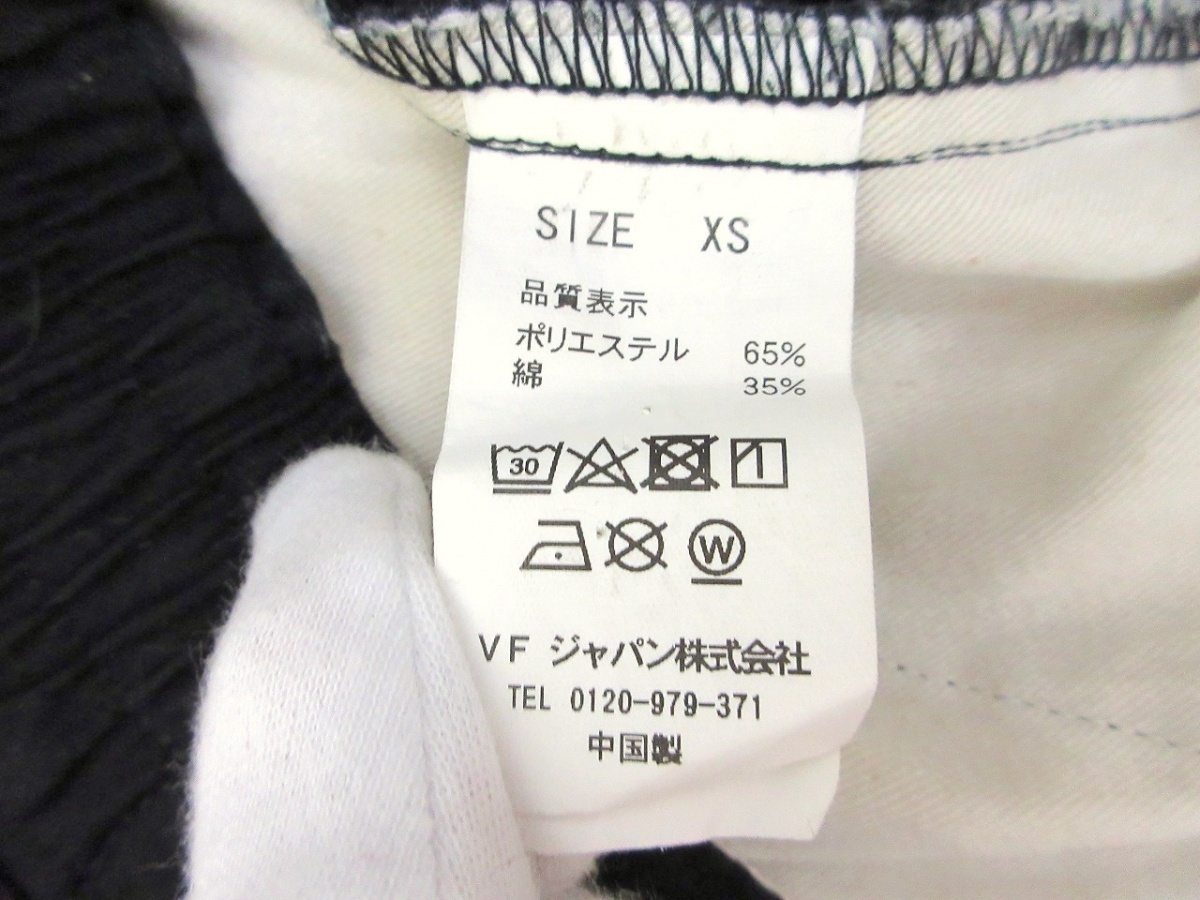 SIZE XS
品質表示
ポリエステル 65%
綿 35%
30
W
VF ジャパン株式会社
TEL 0120-979-371
中国製